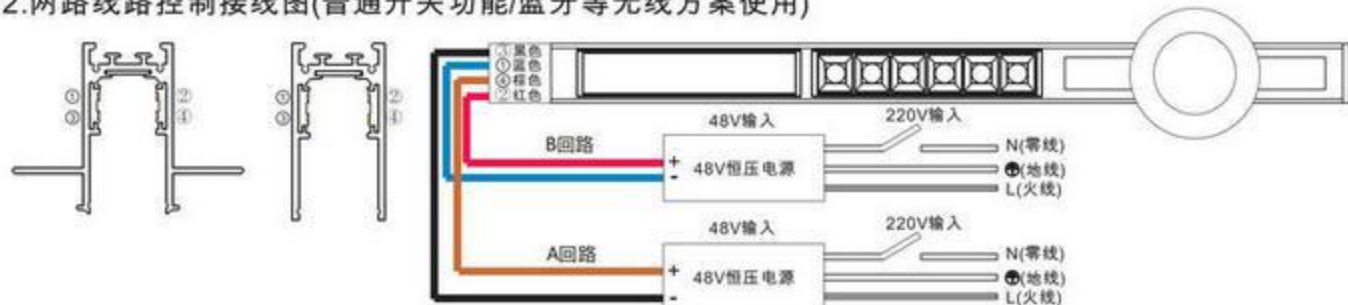 2.两路线路控制接线图(普通开关功能/蓝牙等无线方案使用)
① ②
③ ④
① ②
③ ④
③黑色
①蓝色
④棕色
②红色
48V输入
220V输入
B回路
+
-
48V恒压电源
N(零线)
(地线)
L(火线)
48V输入
220V输入
A回路
+
-
48V恒压电源
N(零线)
(地线)
L(火线)